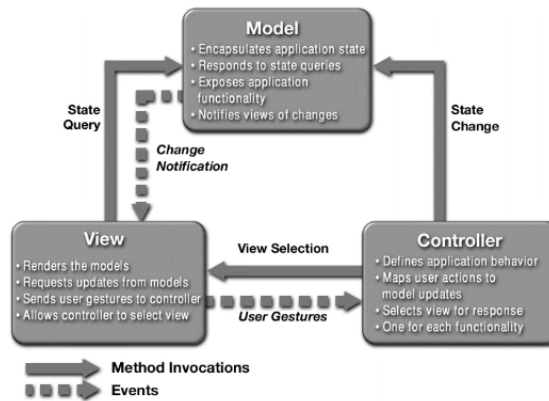 Model
• Encapsulates application state
• Responds to state queries
• Exposes application
functionality
• Notifies views of changes
State
Query
Change
Notification
State
Change
View
• Renders the models
• Requests updates from models
• Sends user gestures to controller
• Allows controller to select view
View Selection
User Gestures
Controller
• Defines application behavior
• Maps user actions to
model updates
• Selects view for response
• One for each functionality
Method Invocations
Events